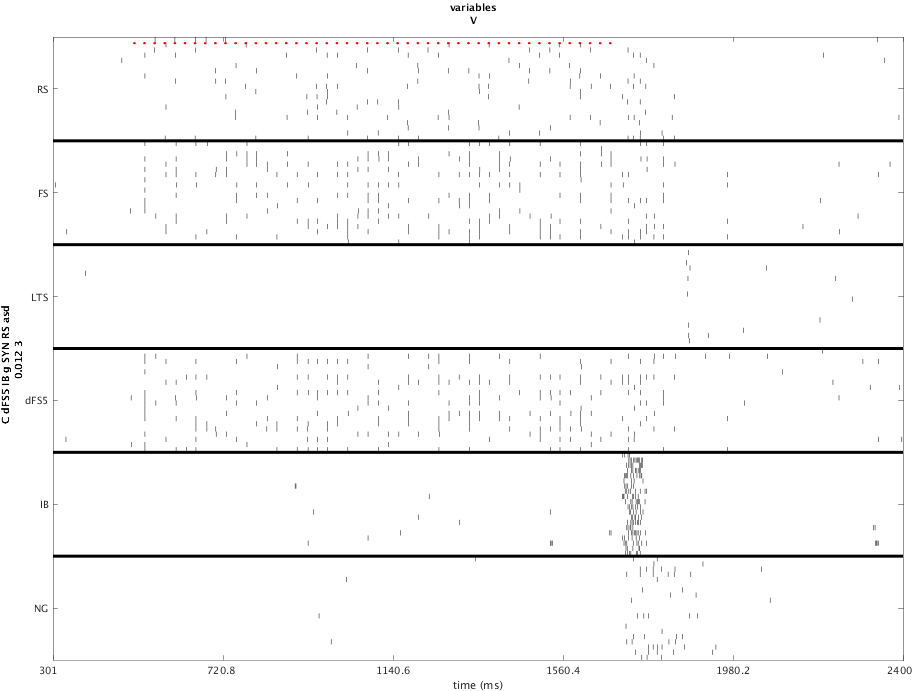 variables
V
RS
FS
LTS
dFS5
IB
NG
C dFS5 IB g SYN RS asd
0.012 3
301
720.8
1140.6
1560.4
1980.2
2400
time (ms)